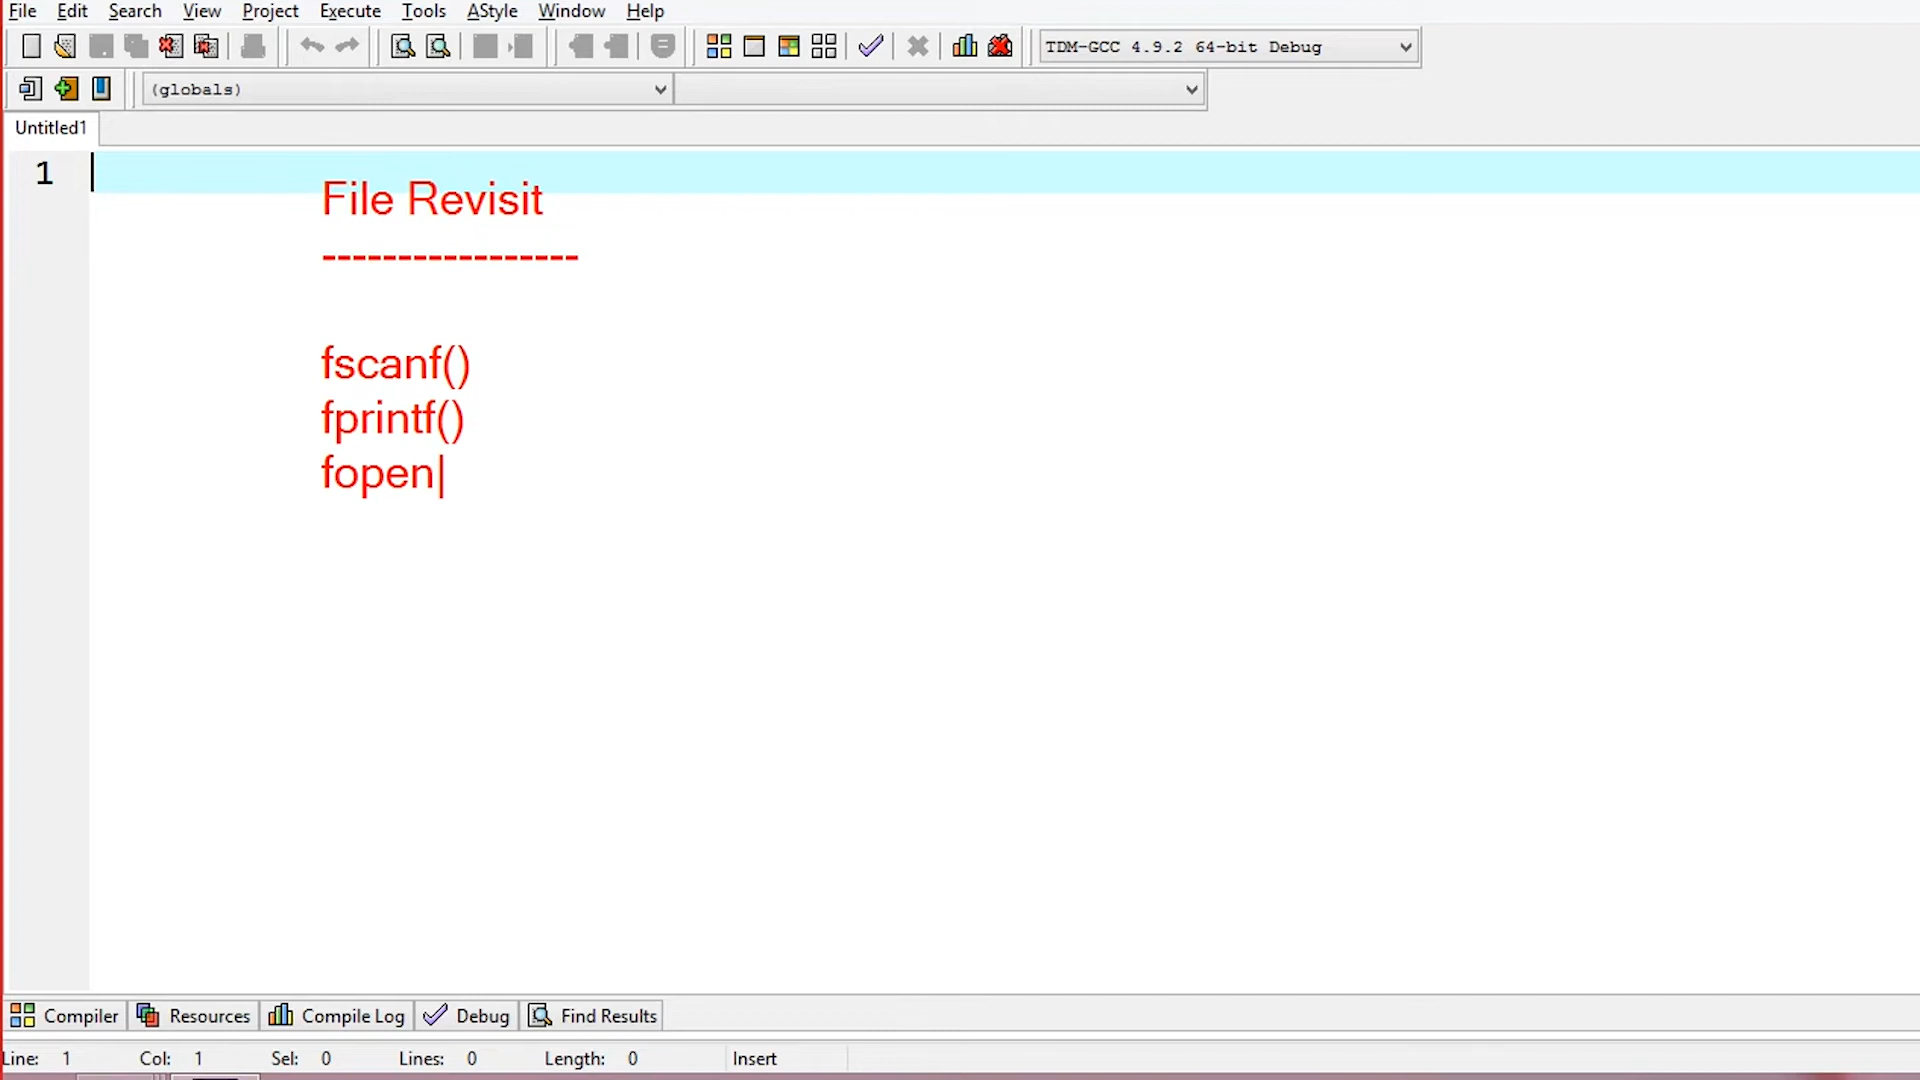 File Edit Search View Project Execute Tools AStyle Window Help
TDM-GCC 4.9.2 64-bit Debug
(globals)
Untitled1
1
File Revisit
-----------------
fscanf()
fprintf()
fopen
Compiler Resources Compile Log Debug Find Results
Line: 1 Col: 1 Sel: 0 Lines: 0 Length: 0 Insert